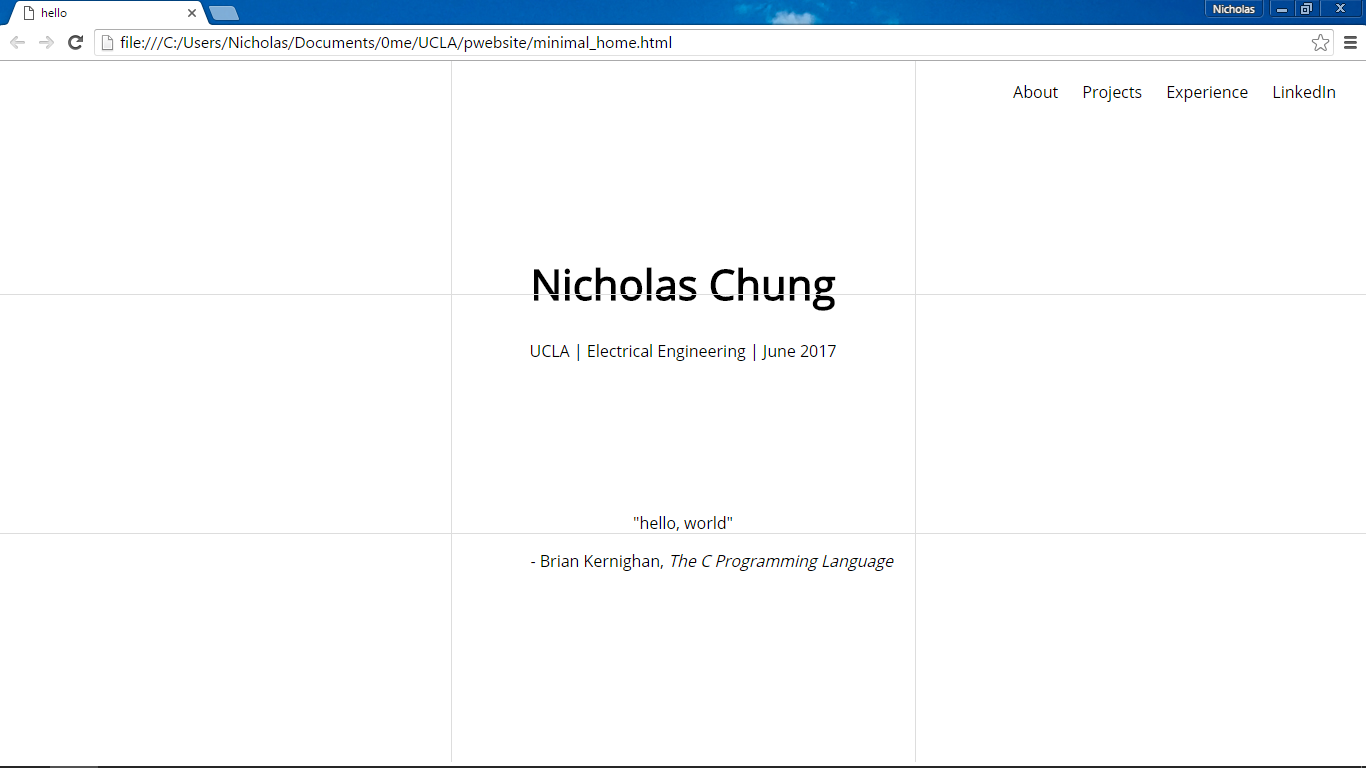 hello
Nicholas
file:///C:/Users/Nicholas/Documents/0me/UCLA/pwebsite/minimal_home.html
About Projects Experience LinkedIn
Nicholas Chung
UCLA | Electrical Engineering | June 2017
"hello, world"
- Brian Kernighan, The C Programming Language